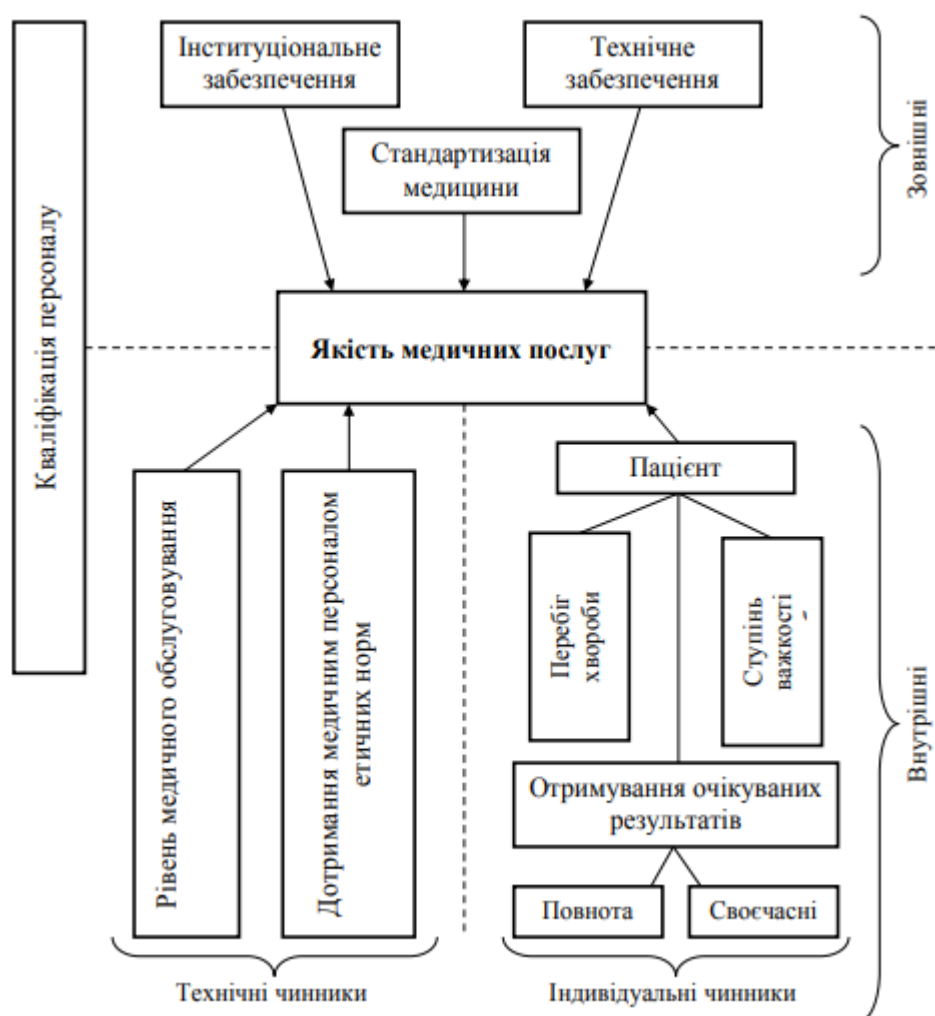 Інституціональне
забезпечення
Технічне
забезпечення
Стандартизація
медицини
Зовнішні
Кваліфікація персоналу
Якість медичних послуг
Рівень медичного обслуговування
Дотримання медичним персоналом
етичних норм
Пацієнт
Перебіг
хвороби
Ступінь
важкості
Отримування очікуваних
результатів
Повнота
Своєчасні
Внутрішні
Технічні чинники
Індивідуальні чинники